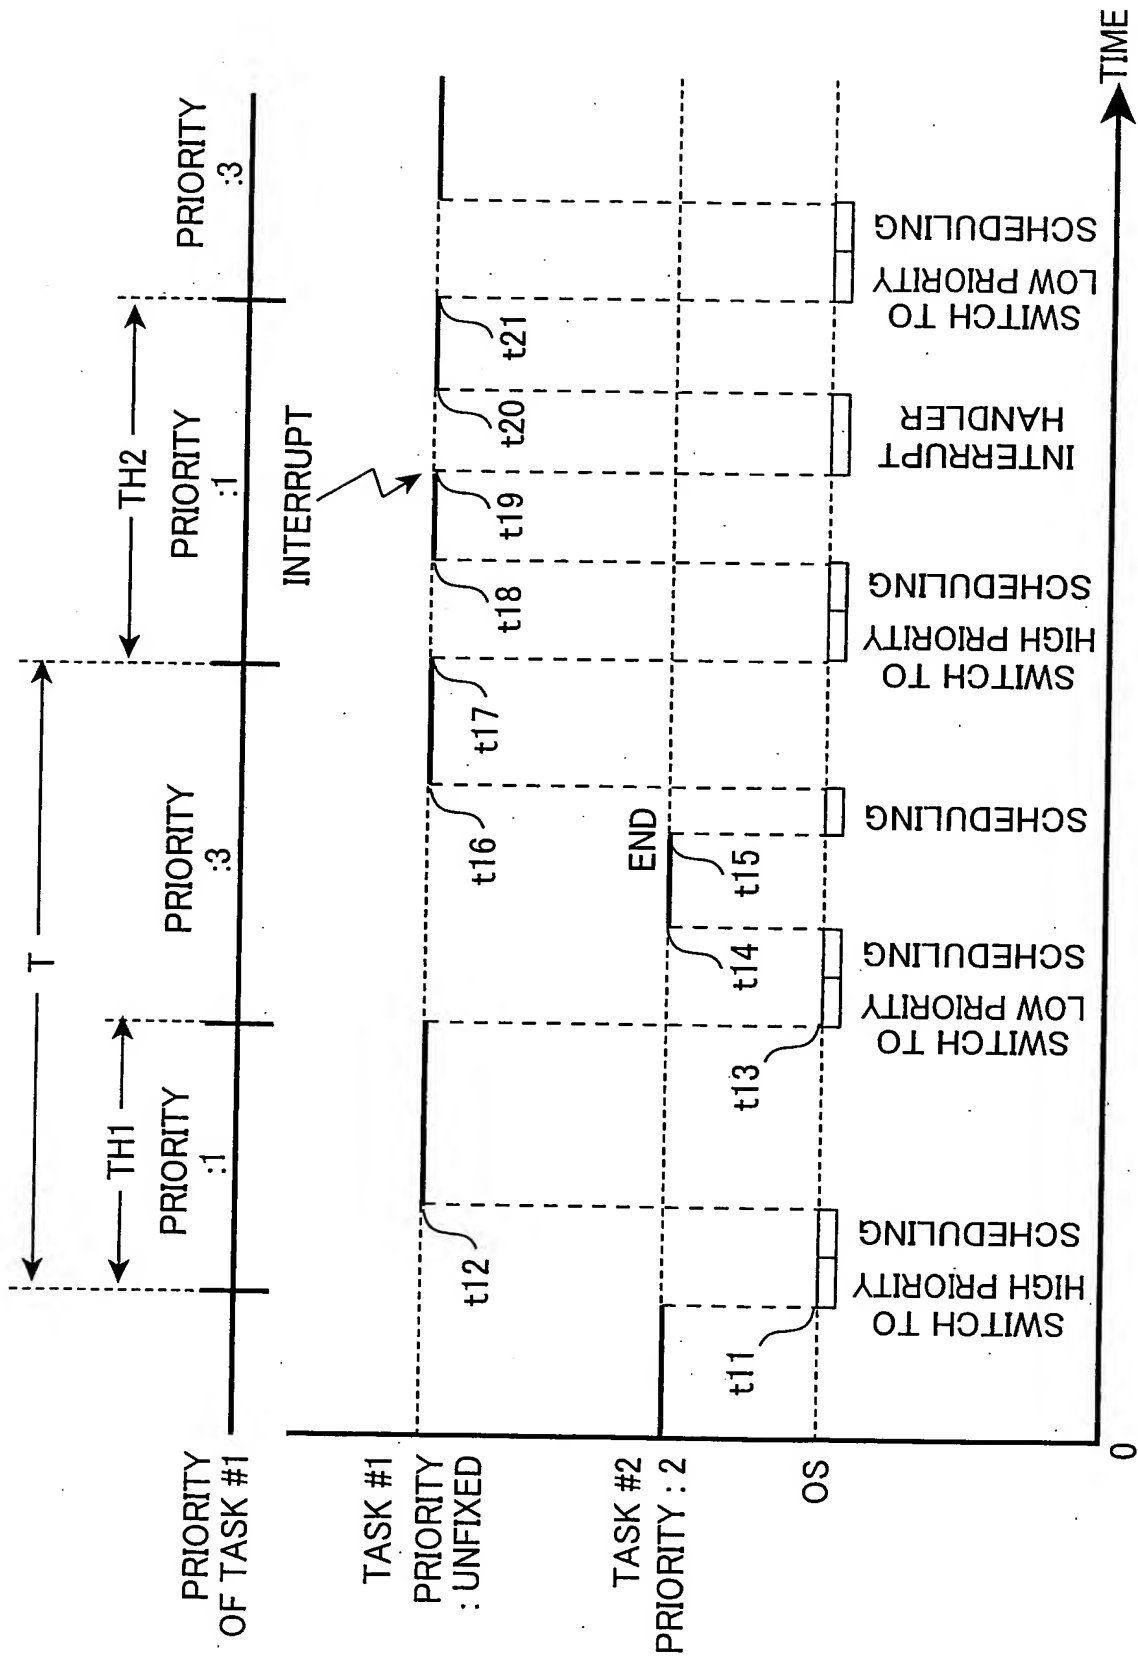 PRIORITY
OF TASK #1
T
TH1
TH2
PRIORITY
:1
PRIORITY
:3
PRIORITY
:1
PRIORITY
:3
INTERRUPT
TASK #1
PRIORITY
: UNFIXED
t12
t16
t17
t18
t19
t20
t21
TASK #2
PRIORITY : 2
END
t14
t15
OS
t11
t13
SWITCH TO
HIGH PRIORITY
SCHEDULING
SWITCH TO
LOW PRIORITY
SCHEDULING
SCHEDULING
SWITCH TO
HIGH PRIORITY
SCHEDULING
INTERRUPT
HANDLER
SWITCH TO
LOW PRIORITY
SCHEDULING
0
TIME